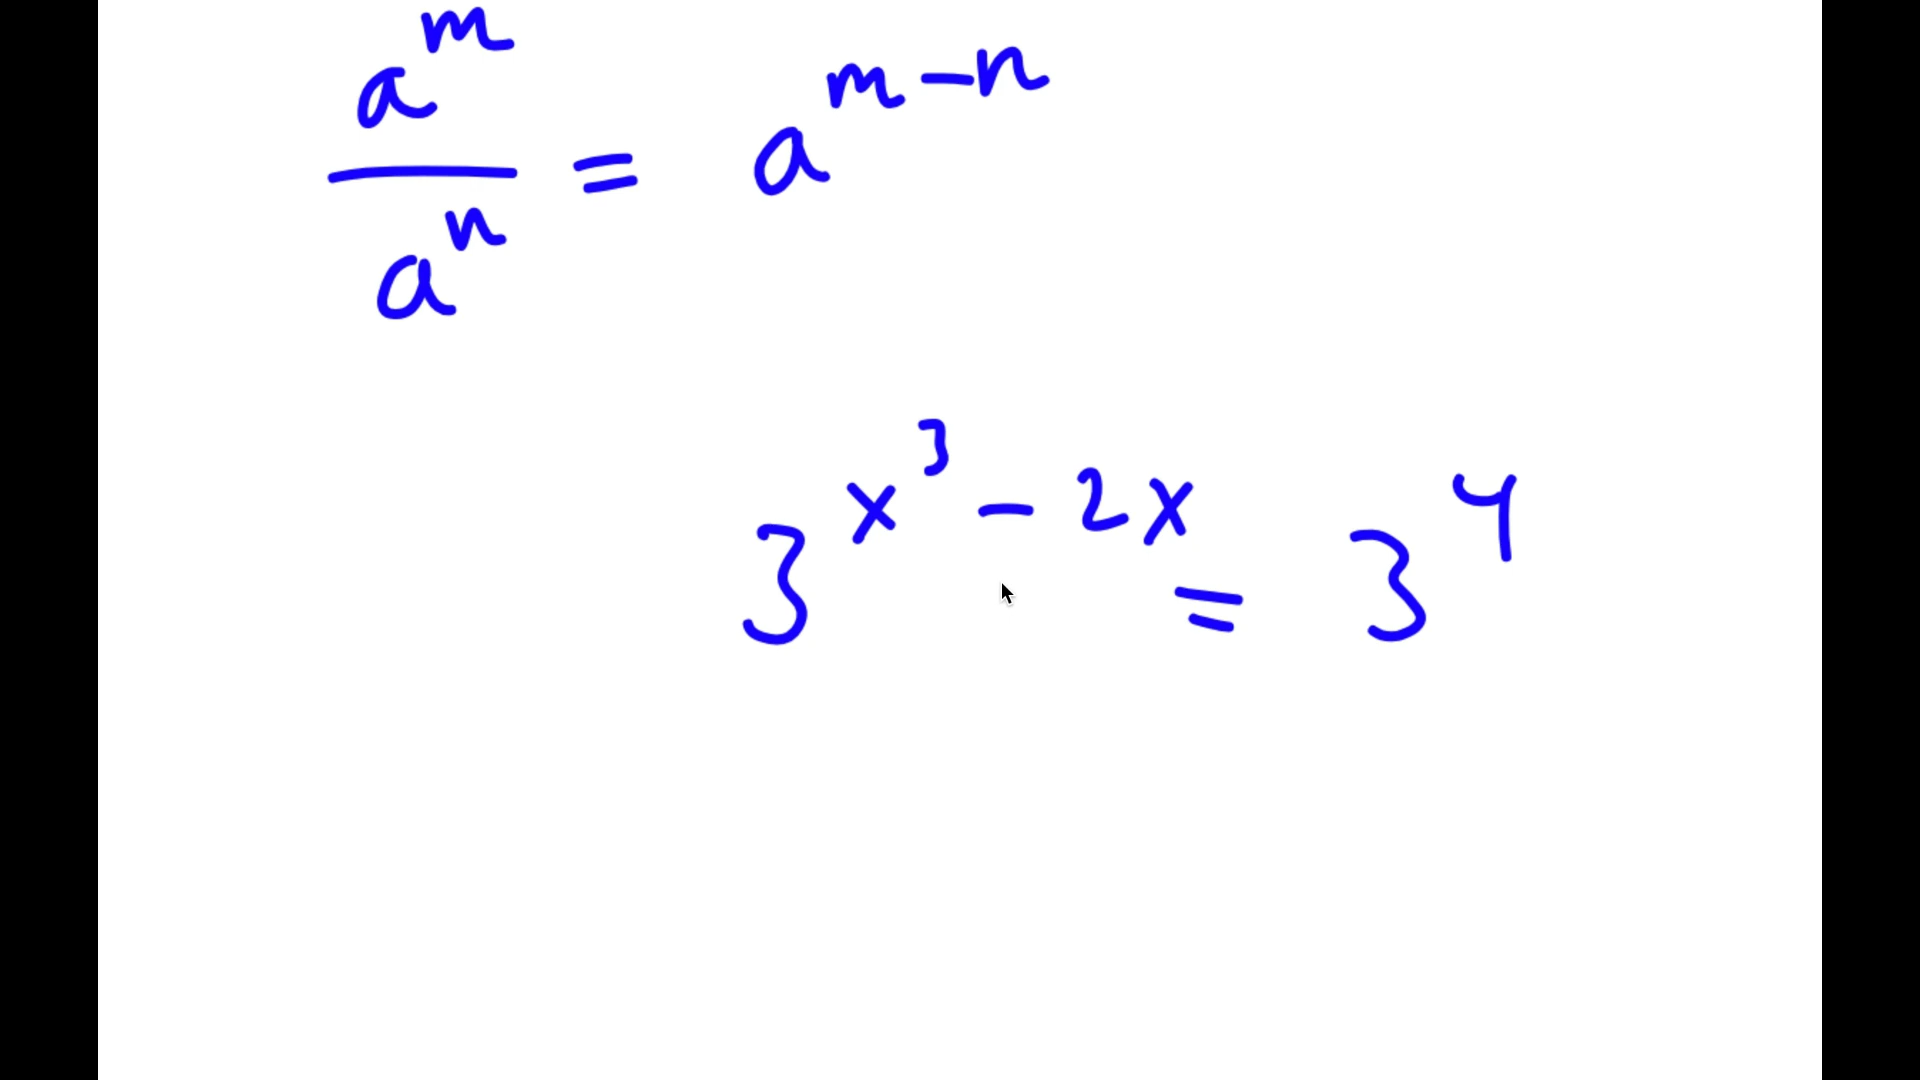 a^m / a^n = a^(m-n)
3^(x^3 - 2x) = 3^4